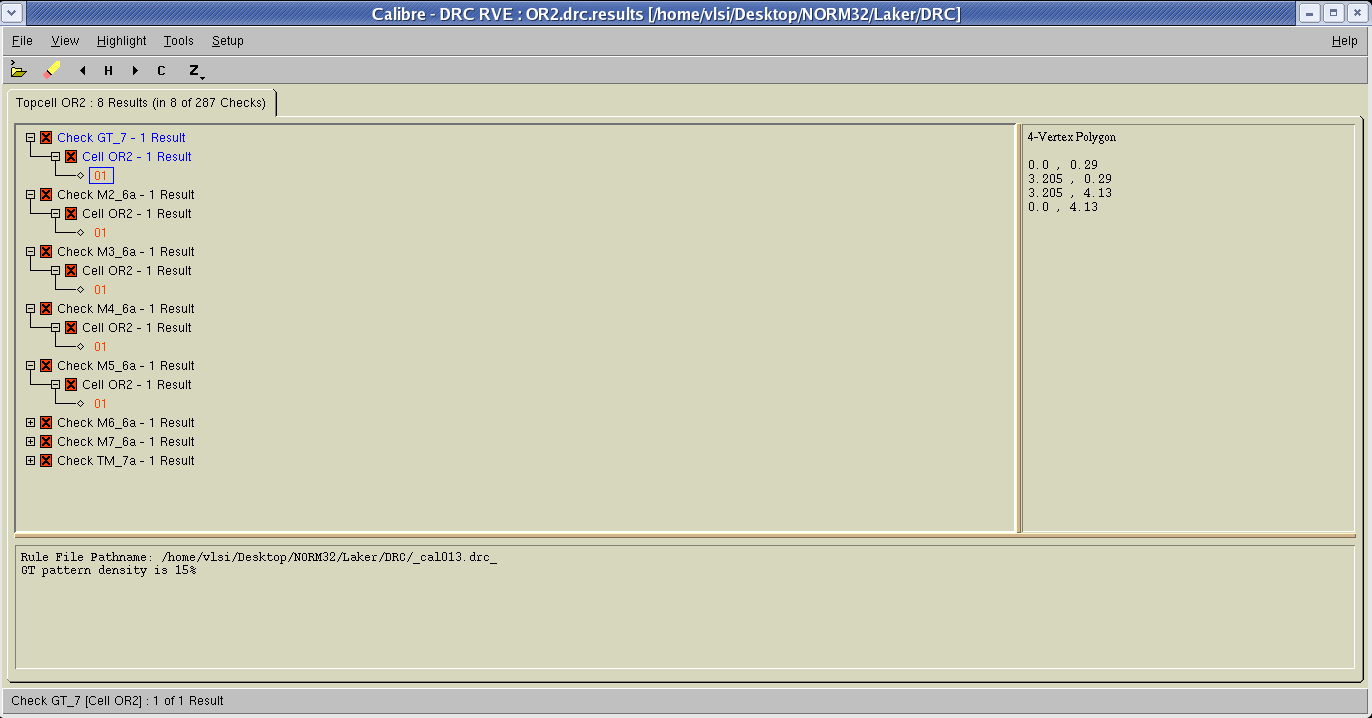 Calibre - DRC RVE : OR2.drc.results [/home/vlsi/Desktop/NORM32/Laker/DRC]
File View Highlight Tools Setup Help
H C Z
Topcell OR2 : 8 Results (in 8 of 287 Checks)
Check GT_7 - 1 Result
Cell OR2 - 1 Result
01
Check M2_6a - 1 Result
Cell OR2 - 1 Result
01
Check M3_6a - 1 Result
Cell OR2 - 1 Result
01
Check M4_6a - 1 Result
Cell OR2 - 1 Result
01
Check M5_6a - 1 Result
Cell OR2 - 1 Result
01
Check M6_6a - 1 Result
Check M7_6a - 1 Result
Check TM_7a - 1 Result
4-Vertex Polygon
0.0 , 0.29
3.205 , 0.29
3.205 , 4.13
0.0 , 4.13
Rule File Pathname: /home/vlsi/Desktop/NORM32/Laker/DRC/_cal013.drc_
GT pattern density is 15%
Check GT_7 [Cell OR2] : 1 of 1 Result